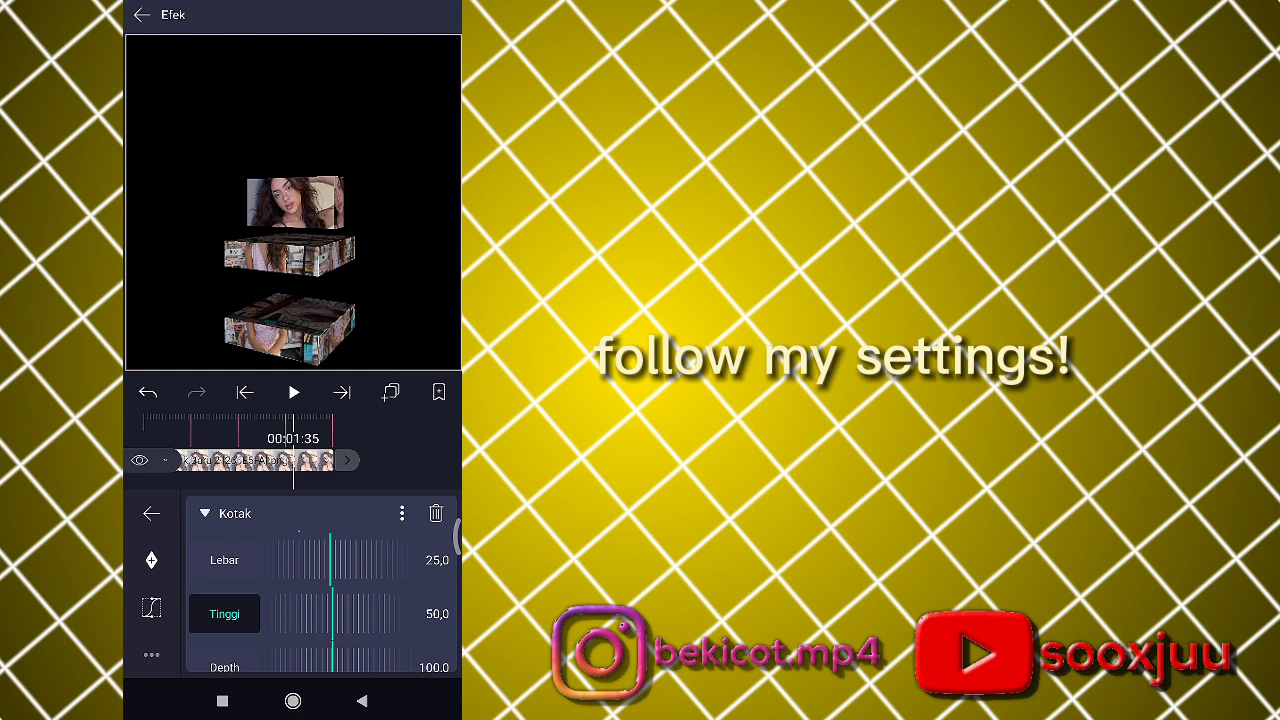 Efek
follow my settings!
00:01:35
Kotak
Lebar
25,0
Tinggi
50,0
Depth
100,0
bekicot.mp4
sooxjuu